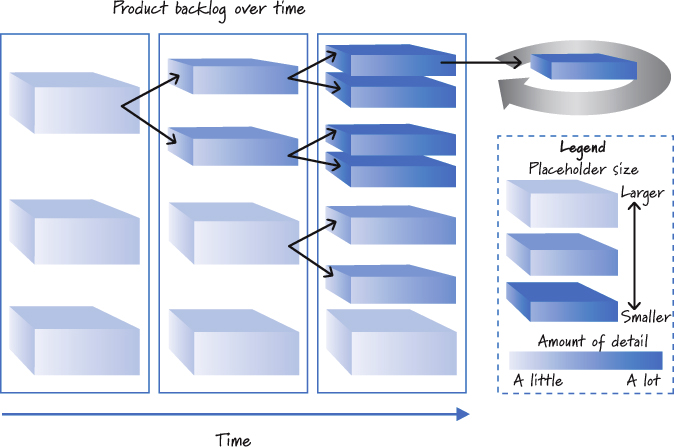 Product backlog over time
Legend
Placeholder size
Larger
Smaller
Amount of detail
A little
A lot
Time